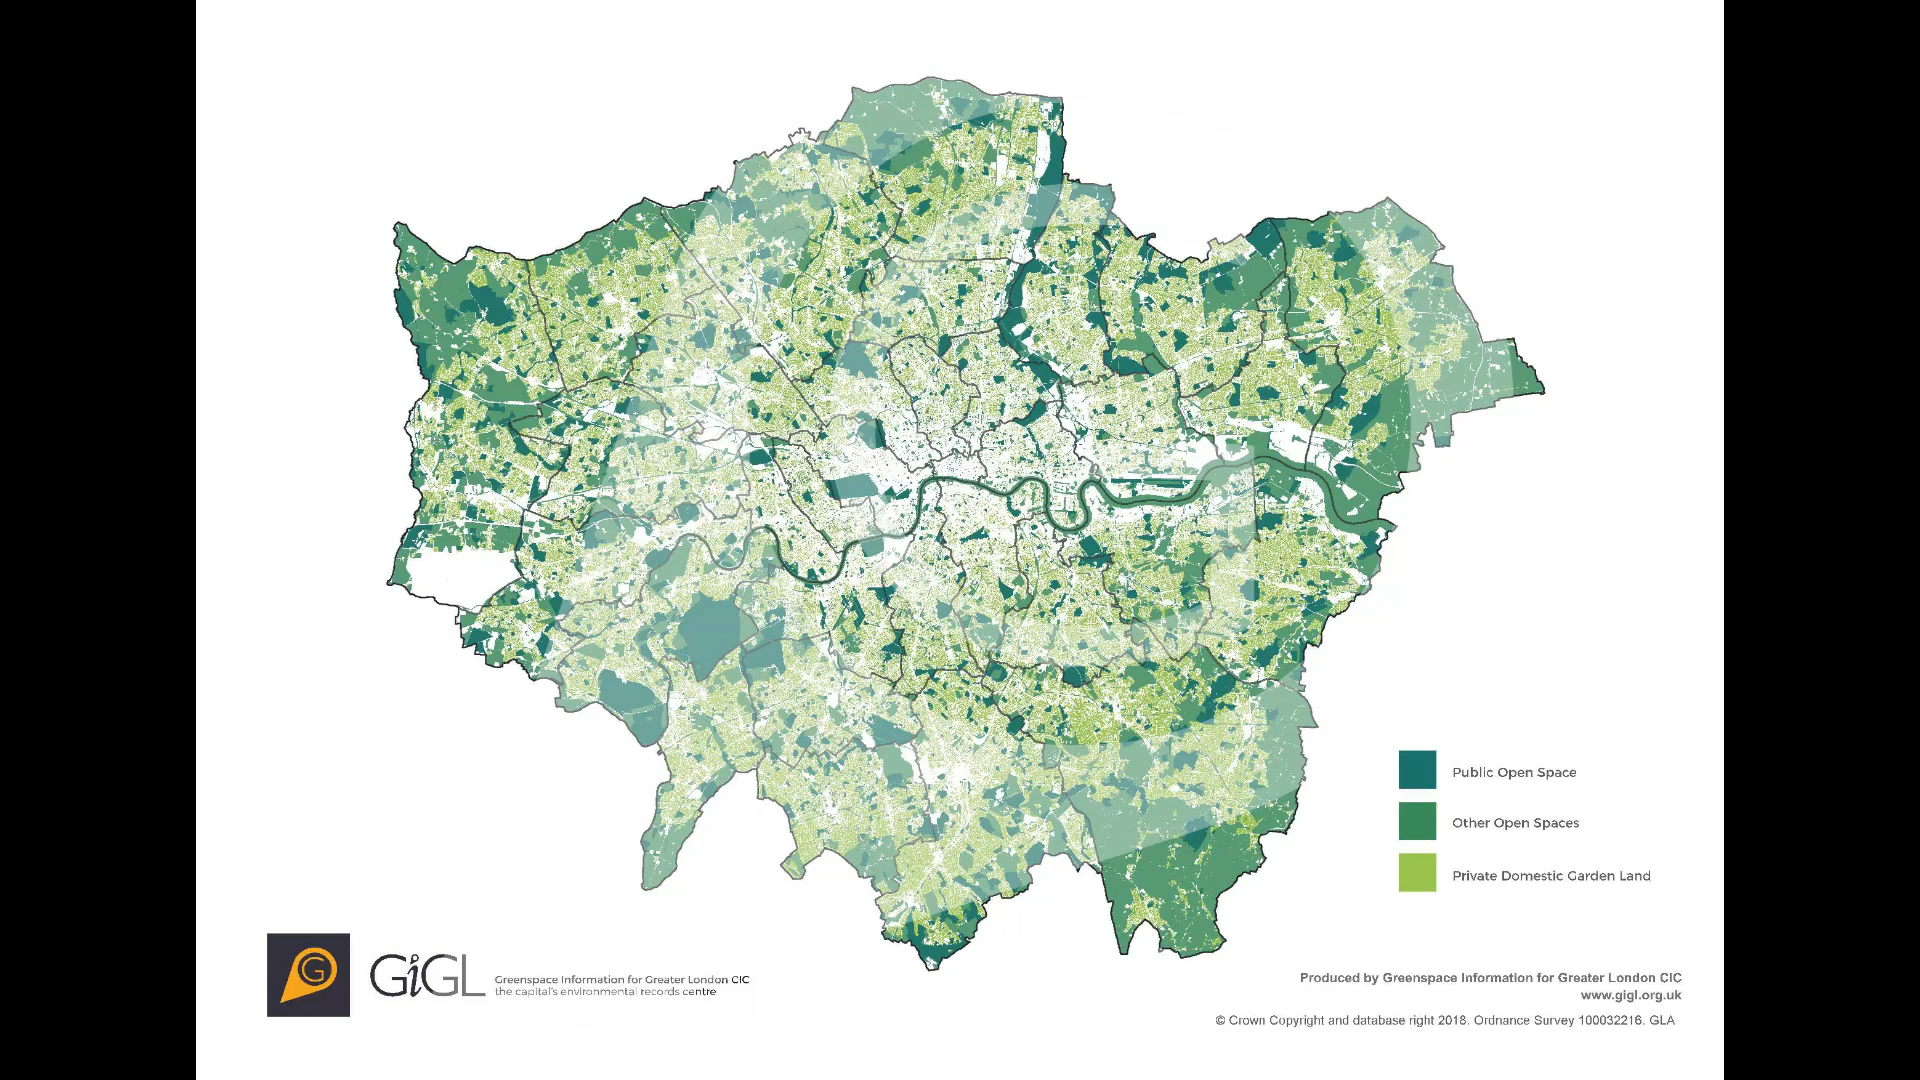 Public Open Space
Other Open Spaces
Private Domestic Garden Land
G
GiGL
Greenspace Information for Greater London CIC
the capital's environmental records centre
Produced by Greenspace Information for Greater London CIC
www.gigl.org.uk
© Crown Copyright and database right 2018. Ordnance Survey 100032216. GLA